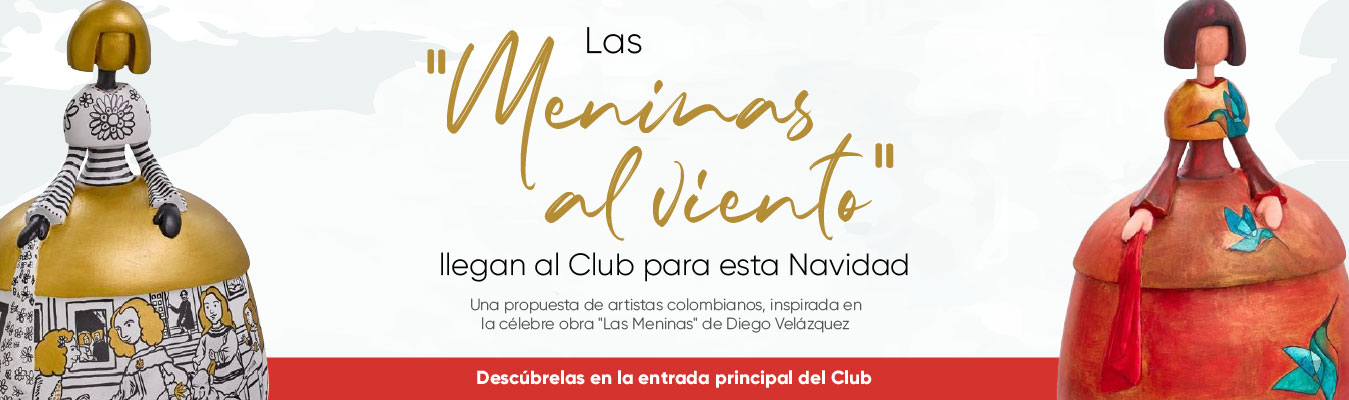 Las
"Meninas
al viento"
llegan al Club para esta Navidad
Una propuesta de artistas colombianos, inspirada en
la célebre obra "Las Meninas" de Diego Velázquez
Descúbrelas en la entrada principal del Club